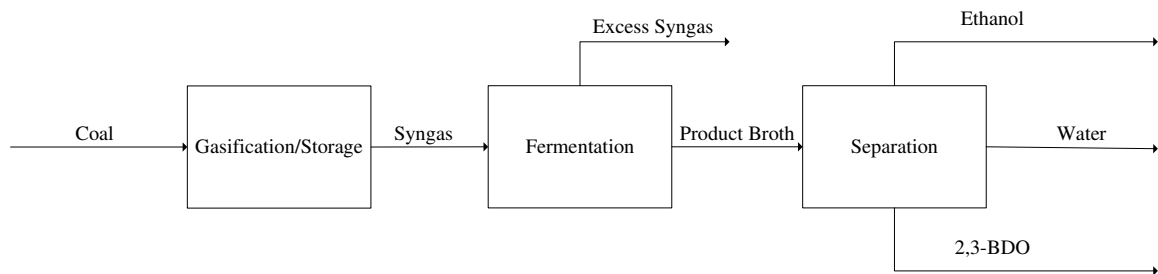 Excess Syngas
Ethanol
Coal
Gasification/Storage
Syngas
Fermentation
Product Broth
Separation
Water
2,3-BDO